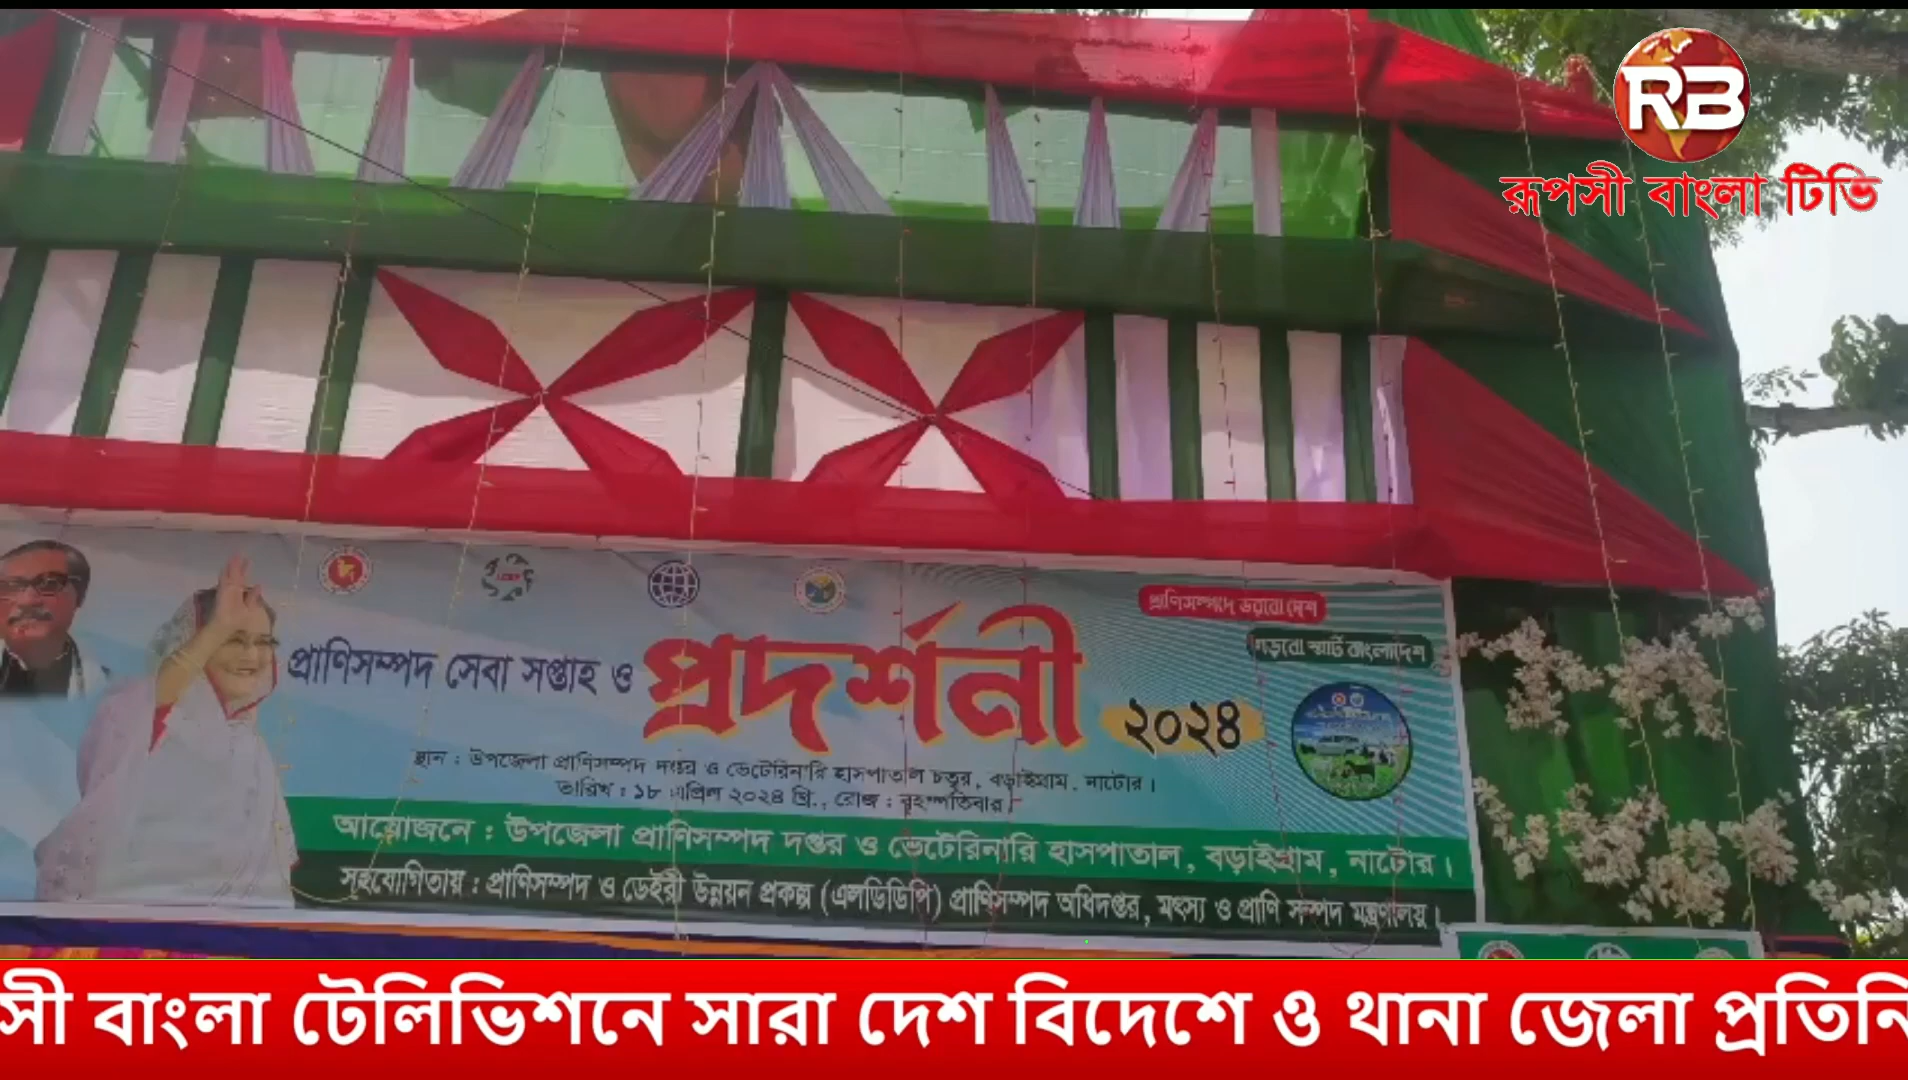 RB
রূপসী বাংলা টিভি
প্রাণিসম্পদে ভরবো দেশ
গড়বো স্মার্ট বাংলাদেশ
প্রাণিসম্পদ সেবা সপ্তাহ ও প্রদর্শনী ২০২৪
স্থান : উপজেলা প্রাণিসম্পদ দপ্তর ও ভেটেরিনারি হাসপাতাল চত্বর, বড়াইগ্রাম, নাটোর।
তারিখ : ১৮ এপ্রিল ২০২৪ খ্রি., রোজ : বৃহস্পতিবার।
আয়োজনে : উপজেলা প্রাণিসম্পদ দপ্তর ও ভেটেরিনারি হাসপাতাল, বড়াইগ্রাম, নাটোর।
সহযোগিতায় : প্রাণিসম্পদ ও ডেইরী উন্নয়ন প্রকল্প (এলডিডিপি) প্রাণিসম্পদ অধিদপ্তর, মৎস্য ও প্রাণি সম্পদ মন্ত্রণালয়।
সী বাংলা টেলিভিশনে সারা দেশ বিদেশে ও থানা জেলা প্রতিনি